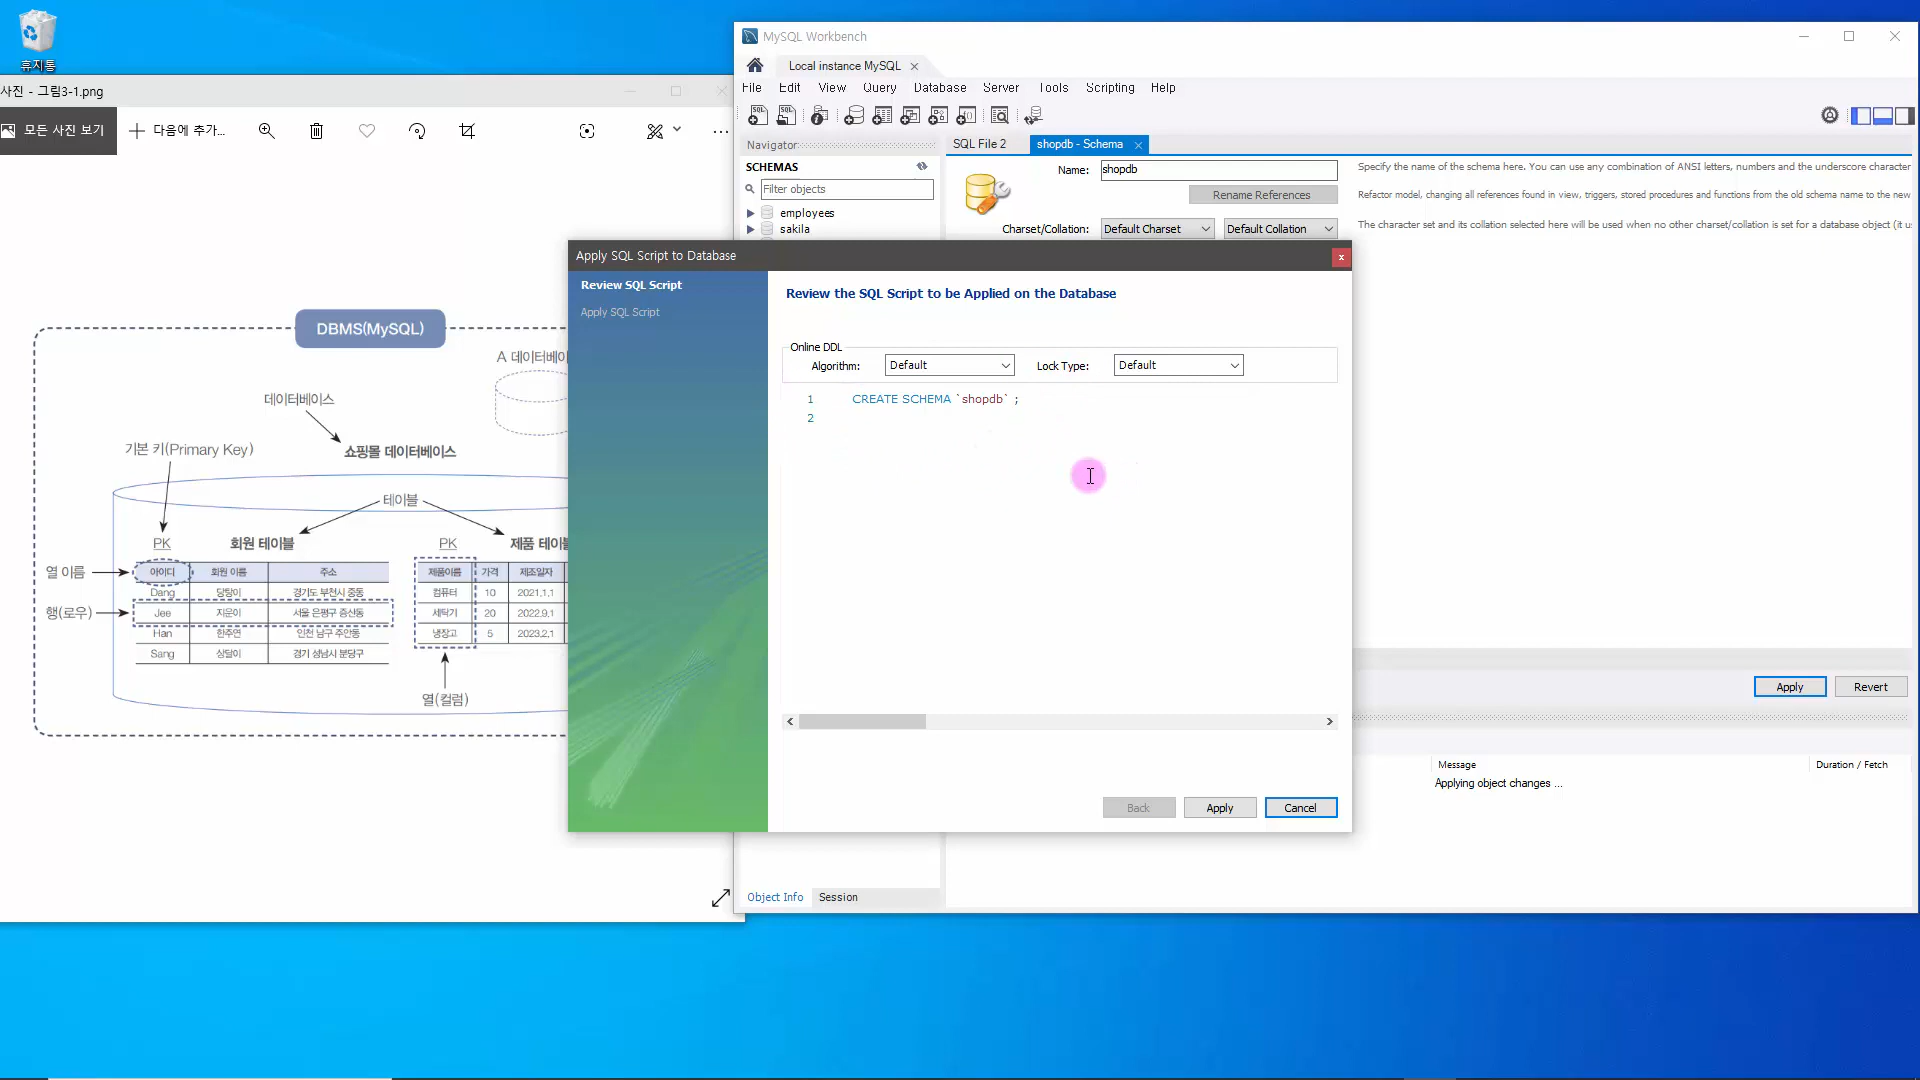 휴지통
사진 - 그림3-1.png
모든 사진 보기
다음에 추가...
DBMS(MySQL)
A 데이터베이
데이터베이스
기본 키(Primary Key)
쇼핑몰 데이터베이스
테이블
PK
회원 테이블
PK
제품 테이블
열 이름
아이디 회원 이름 주소
제품이름 가격 제조일자
Dang 당탕이 경기도 부천시 중동
컴퓨터 10 2021.1.1
행(로우)
Jee 지운이 서울 은평구 증산동
세탁기 20 2022.9.1
Han 한주연 인천 남구 주안동
냉장고 5 2023.2.1
Sang 상달이 경기 성남시 분당구
열(컬럼)
MySQL Workbench
Local instance MySQL
File Edit View Query Database Server Tools Scripting Help
Navigator
SCHEMAS
Filter objects
employees
sakila
SQL File 2
shopdb - Schema
Name: shopdb
Specify the name of the schema here. You can use any combination of ANSI letters, numbers and the underscore character
Rename References
Refactor model, changing all references found in view, triggers, stored procedures and functions from the old schema name to the new
Charset/Collation: Default Charset Default Collation
The character set and its collation selected here will be used when no other charset/collation is set for a database object (it u
Apply SQL Script to Database
Review SQL Script
Apply SQL Script
Review the SQL Script to be Applied on the Database
Online DDL
Algorithm: Default Lock Type: Default
1 CREATE SCHEMA `shopdb` ;
2
Back Apply Cancel
Apply Revert
Message Duration / Fetch
Applying object changes ...
Object Info Session